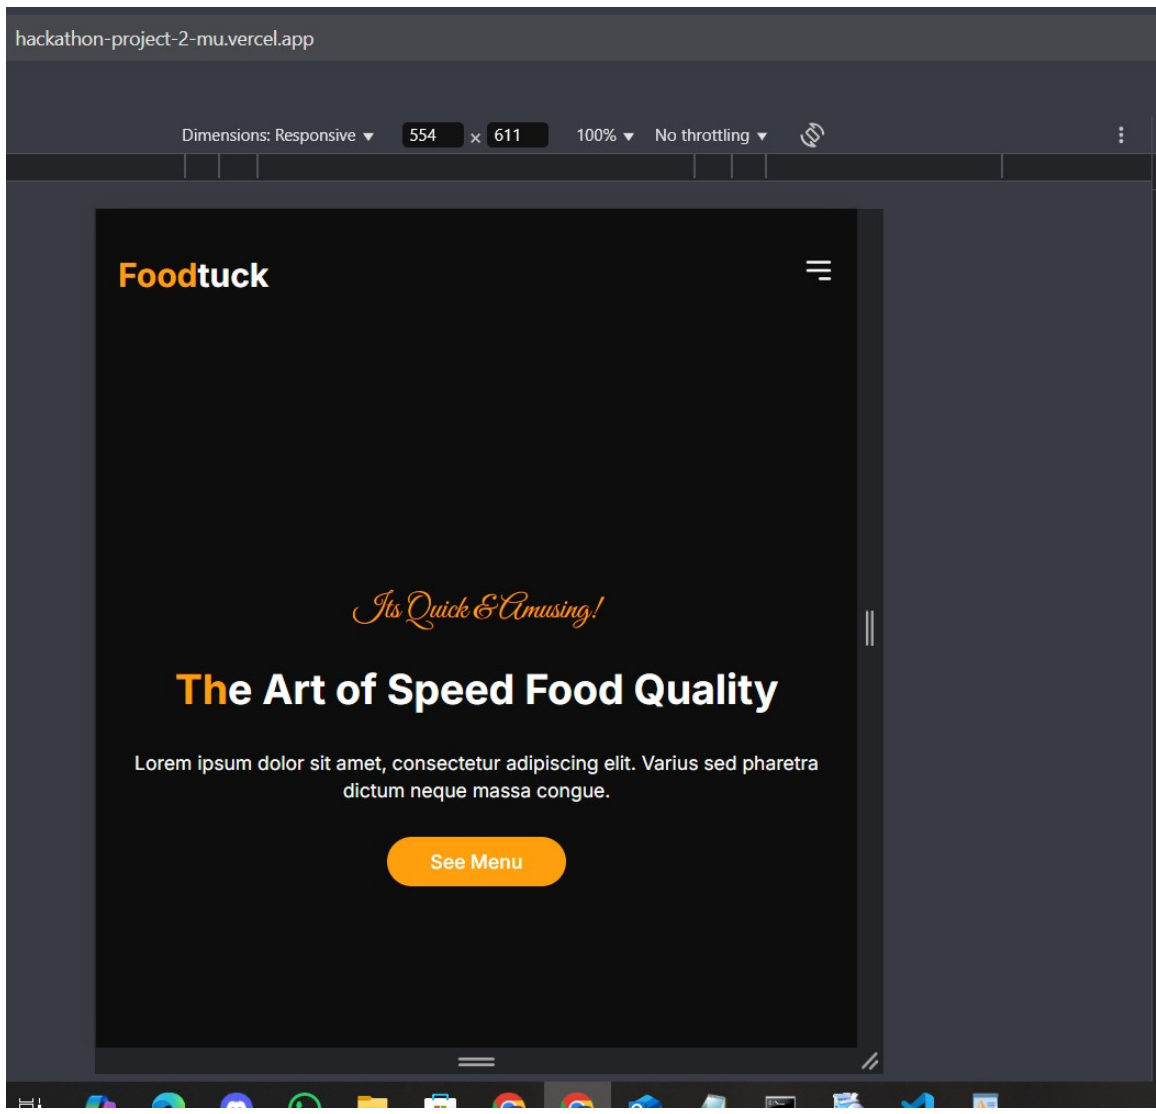 hackathon-project-2-mu.vercel.app
Dimensions: Responsive 554 × 611 100% No throttling
Foodtuck
Its Quick & Amusing!
The Art of Speed Food Quality
Lorem ipsum dolor sit amet, consectetur adipiscing elit. Varius sed pharetra
dictum neque massa congue.
See Menu